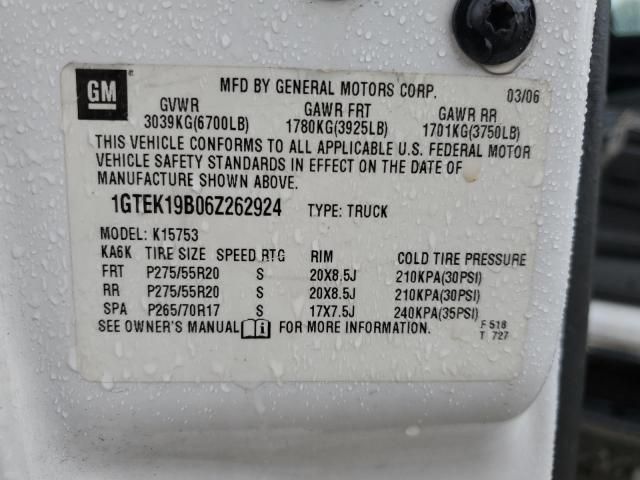 GM
MFD BY GENERAL MOTORS CORP. 03/06
GVWR GAWR FRT GAWR RR
3039KG(6700LB) 1780KG(3925LB) 1701KG(3750LB)
THIS VEHICLE CONFORMS TO ALL APPLICABLE U.S. FEDERAL MOTOR
VEHICLE SAFETY STANDARDS IN EFFECT ON THE DATE OF
MANUFACTURE SHOWN ABOVE.
1GTEK19B06Z262924 TYPE: TRUCK
MODEL: K15753
KA6K TIRE SIZE SPEED RTG RIM COLD TIRE PRESSURE
FRT P275/55R20 S 20X8.5J 210KPA(30PSI)
RR P275/55R20 S 20X8.5J 210KPA(30PSI)
SPA P265/70R17 S 17X7.5J 240KPA(35PSI)
SEE OWNER'S MANUAL i FOR MORE INFORMATION. F 518
T 727